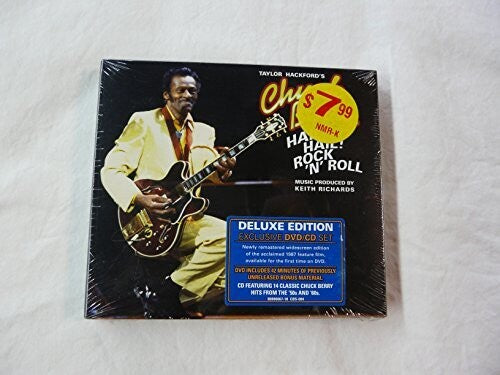 TAYLOR HACKFORD'S
Chu
$7.99
NMR-K
HAIL!
ROCK
'N' ROLL
MUSIC PRODUCED BY
KEITH RICHARDS
DELUXE EDITION
EXCLUSIVE DVD/CD SET
Newly remastered widescreen edition
of the acclaimed 1987 feature film,
available for the first time on DVD.
DVD INCLUDES 42 MINUTES OF PREVIOUSLY
UNRELEASED BONUS MATERIAL
CD FEATURING 14 CLASSIC CHUCK BERRY
HITS FROM THE '50s AND '60s.